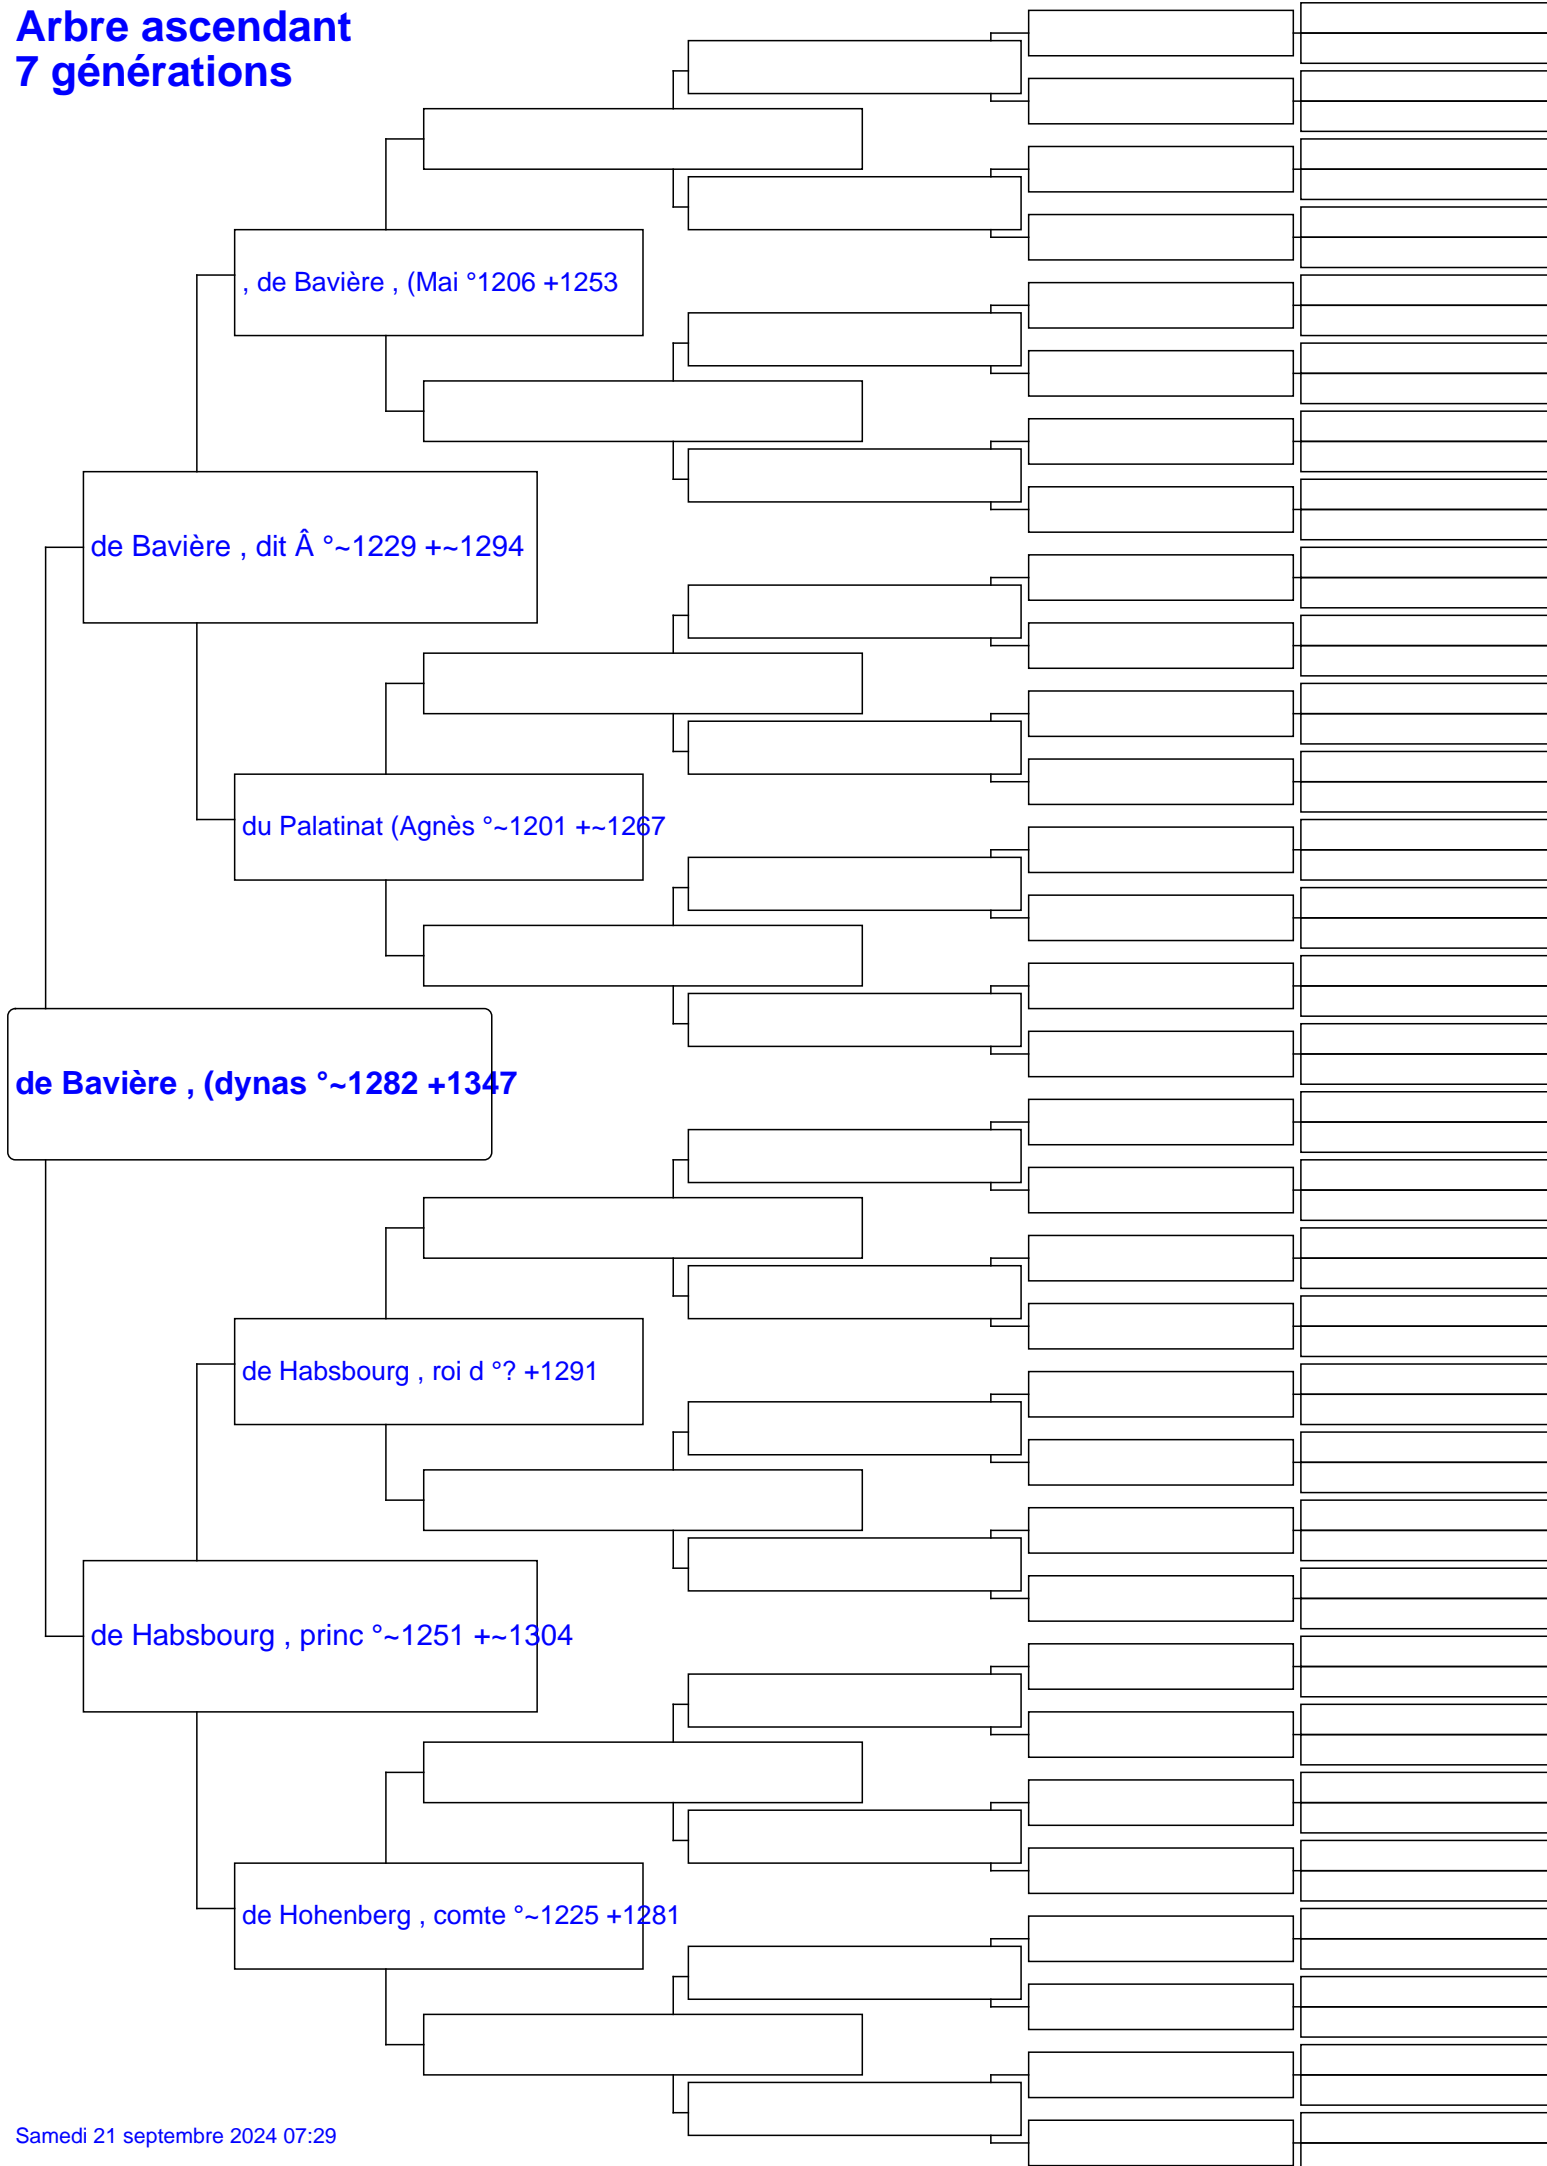 Arbre ascendant
7 générations
, de Bavière , (Mai °1206 +1253
de Bavière , dit Â °~1229 +~1294
du Palatinat (Agnès °~1201 +~1267
de Bavière , (dynas °~1282 +1347
de Habsbourg , roi d °? +1291
de Habsbourg , princ °~1251 +~1304
de Hohenberg , comte °~1225 +1281
Samedi 21 septembre 2024 07:29